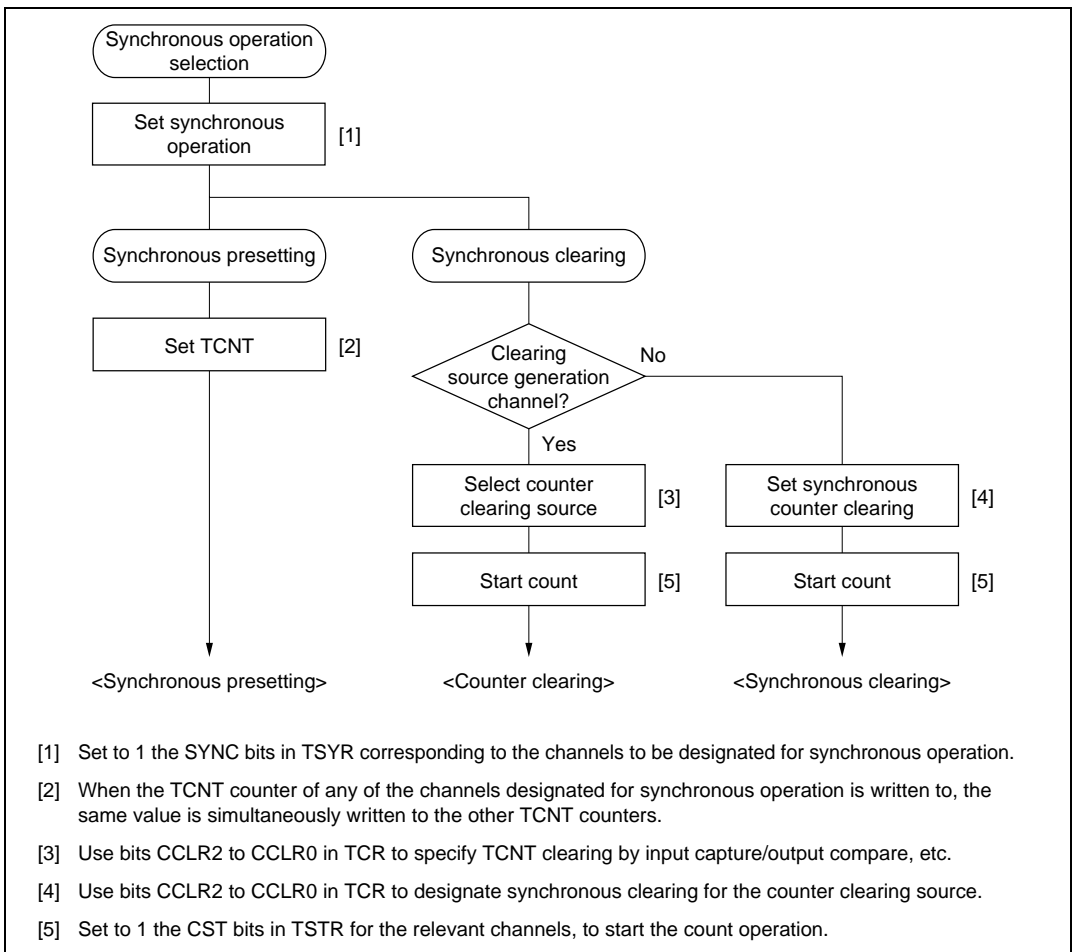 Synchronous operation
selection
Set synchronous
operation
[1]
Synchronous presetting
Synchronous clearing
Set TCNT
[2]
Clearing
source generation
channel?
No
Yes
Select counter
clearing source
[3]
Set synchronous
counter clearing
[4]
Start count
[5]
Start count
[5]
<Synchronous presetting>
<Counter clearing>
<Synchronous clearing>
[1] Set to 1 the SYNC bits in TSYR corresponding to the channels to be designated for synchronous operation.
[2] When the TCNT counter of any of the channels designated for synchronous operation is written to, the
same value is simultaneously written to the other TCNT counters.
[3] Use bits CCLR2 to CCLR0 in TCR to specify TCNT clearing by input capture/output compare, etc.
[4] Use bits CCLR2 to CCLR0 in TCR to designate synchronous clearing for the counter clearing source.
[5] Set to 1 the CST bits in TSTR for the relevant channels, to start the count operation.